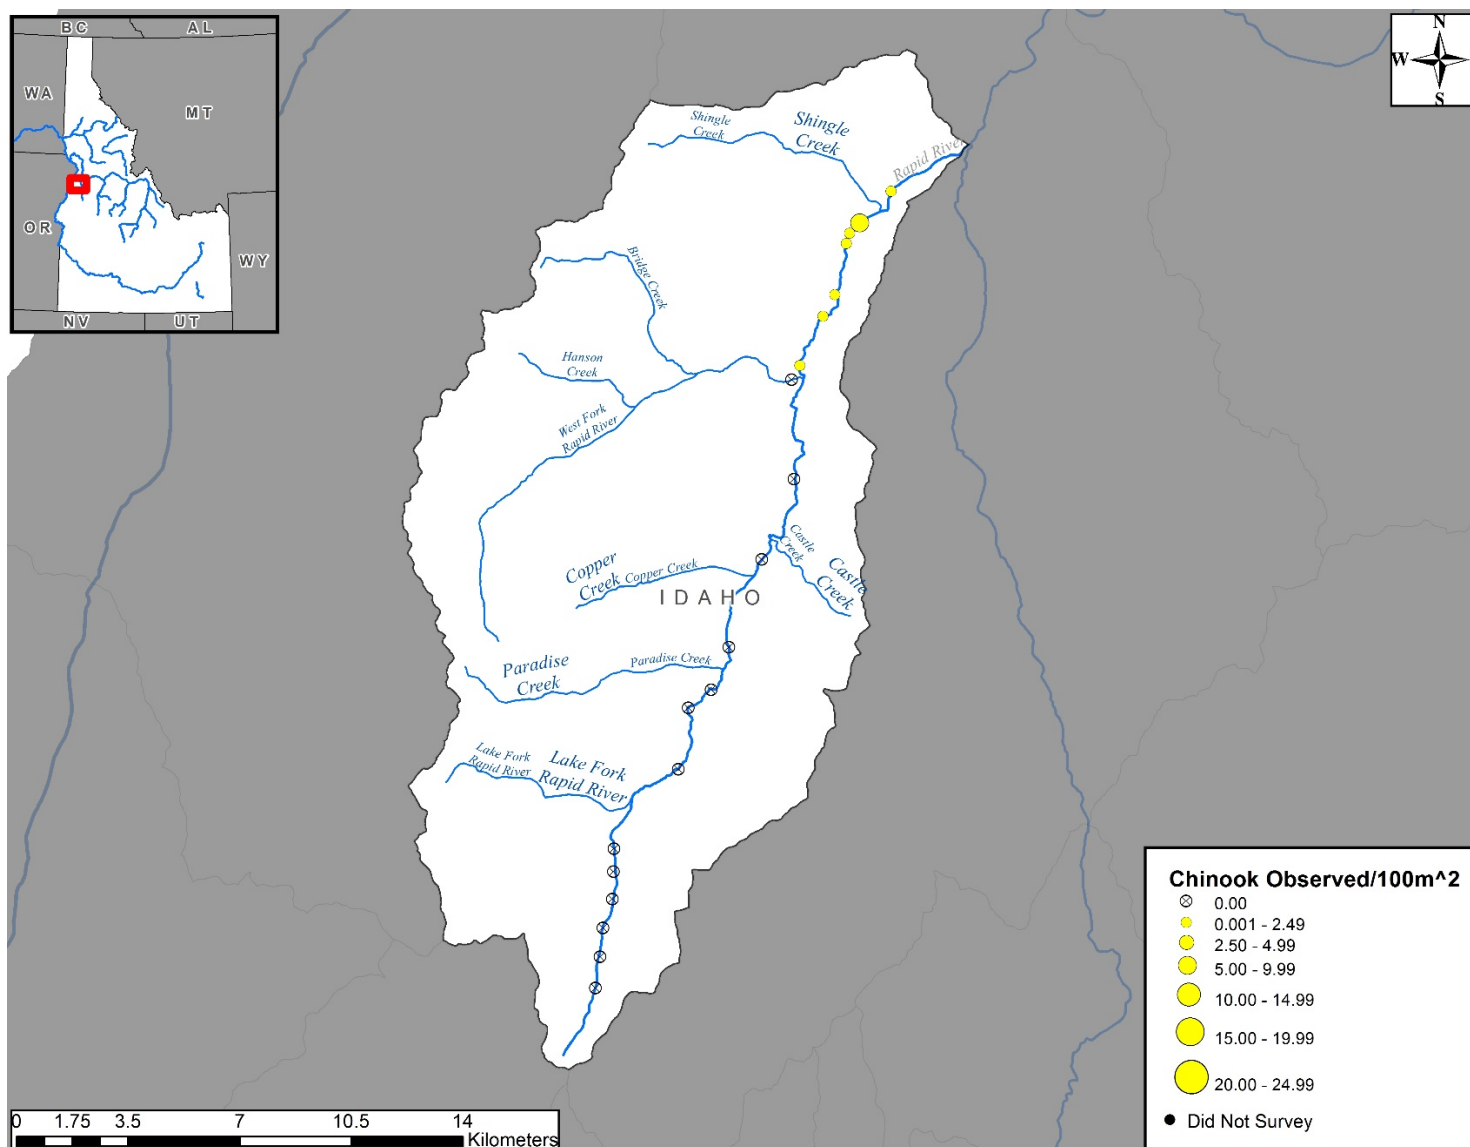 BC
AL
WA
MT
OR
WY
NV
UT
N
W
S
Shingle
Creek
Shingle
Creek
Rapid River
Bridge Creek
Hanson
Creek
West Fork
Rapid River
Castle
Creek
Castle
Creek
Copper
Creek
Copper Creek
IDAHO
Paradise
Creek
Paradise Creek
Lake Fork
Rapid River
Lake Fork
Rapid River
Chinook Observed/100m^2
0.00
0.001 - 2.49
2.50 - 4.99
5.00 - 9.99
10.00 - 14.99
15.00 - 19.99
20.00 - 24.99
Did Not Survey
0 1.75 3.5 7 10.5 14
Kilometers